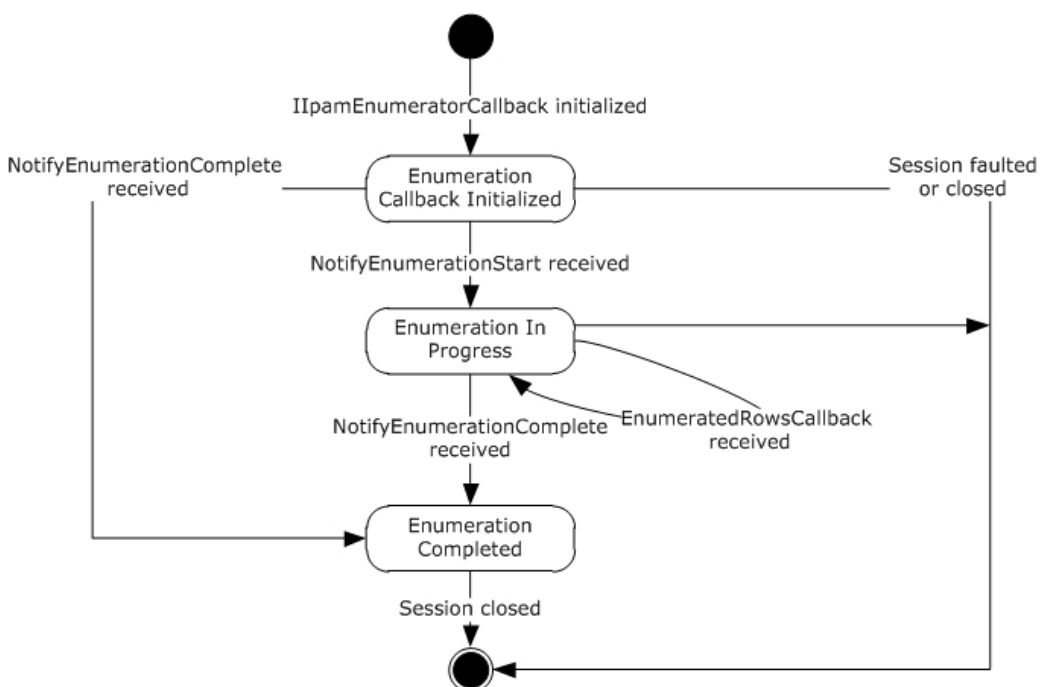 IIpamEnumeratorCallback initialized
NotifyEnumerationComplete
received
Enumeration
Callback Initialized
Session faulted
or closed
NotifyEnumerationStart received
Enumeration In
Progress
NotifyEnumerationComplete
received
EnumeratedRowsCallback
received
Enumeration
Completed
Session closed